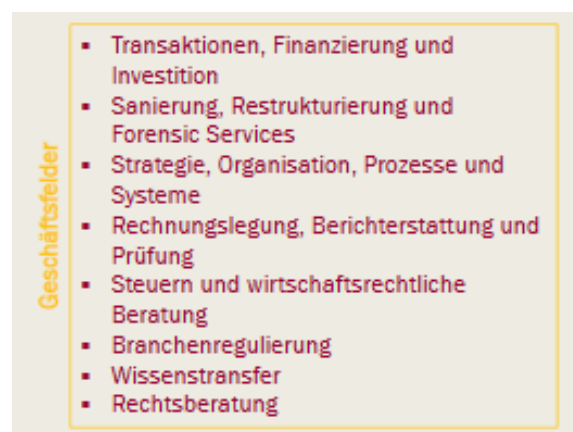 Geschäftsfelder
▪ Transaktionen, Finanzierung und
Investition
▪ Sanierung, Restrukturierung und
Forensic Services
▪ Strategie, Organisation, Prozesse und
Systeme
▪ Rechnungslegung, Berichterstattung und
Prüfung
▪ Steuern und wirtschaftsrechtliche
Beratung
▪ Branchenregulierung
▪ Wissenstransfer
▪ Rechtsberatung